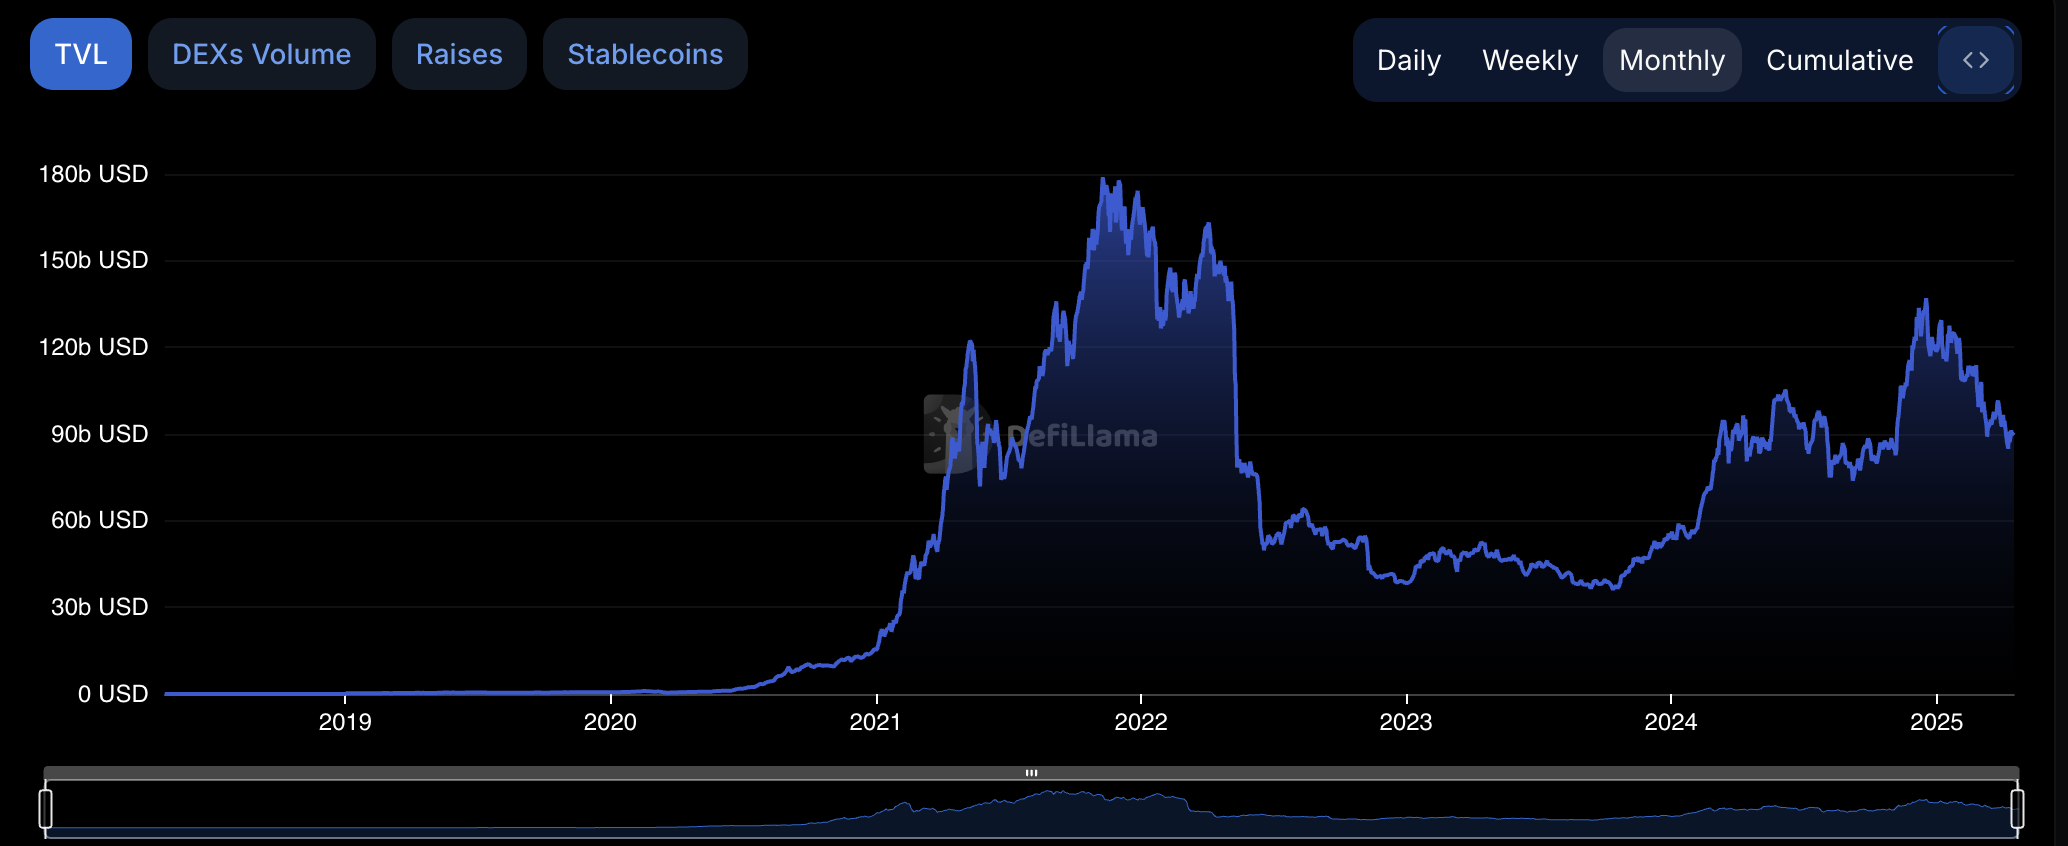 TVL DEXs Volume Raises Stablecoins Daily Weekly Monthly Cumulative <>
180b USD
150b USD
120b USD
90b USD
DefiLlama
60b USD
30b USD
0 USD
2019 2020 2021 2022 2023 2024 2025